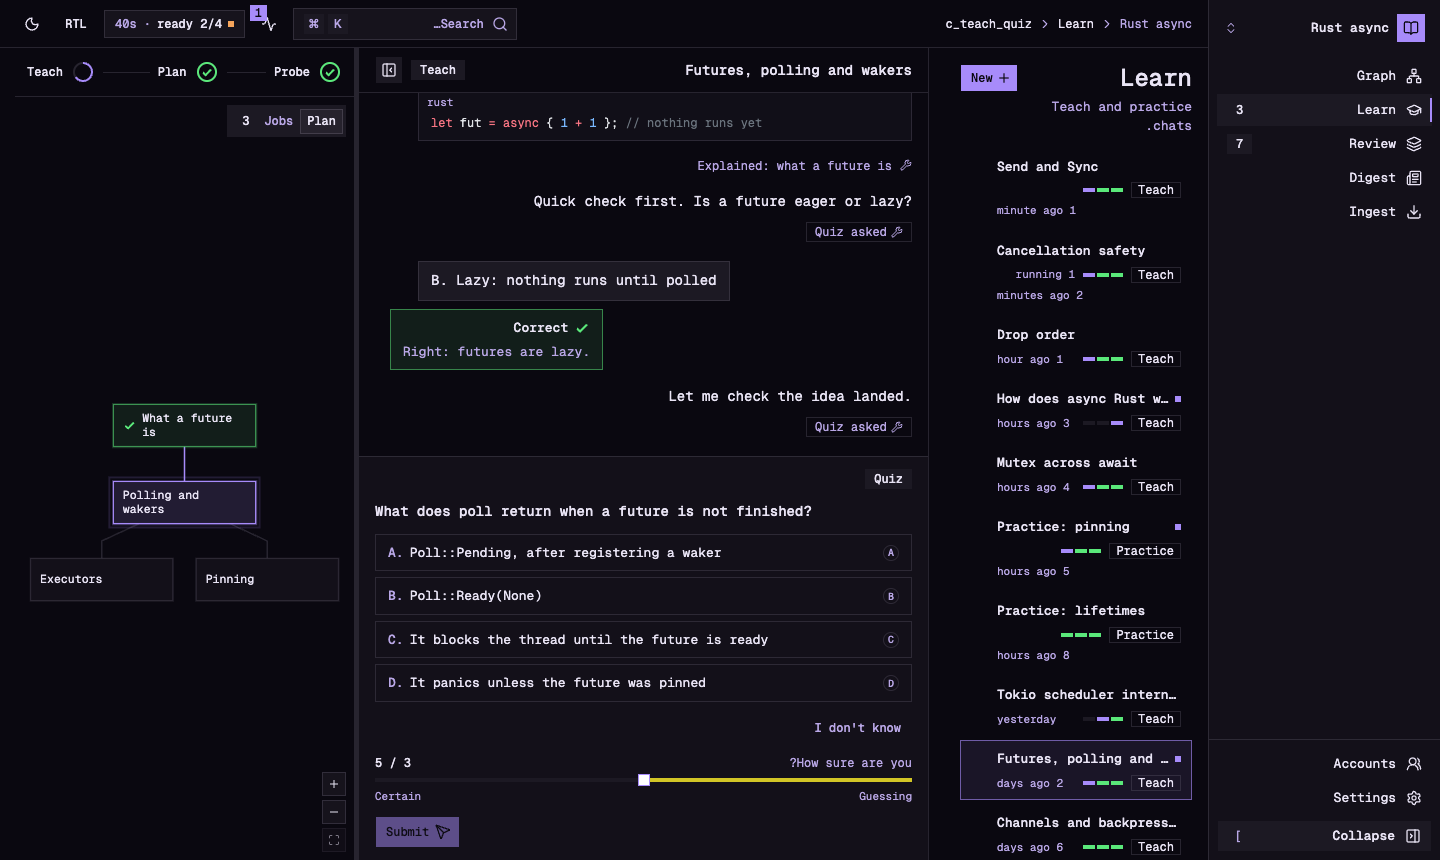 Rust async
Graph
Learn
3
Review
7
Digest
Ingest
Accounts
Settings
Collapse
[
RTL
40s · ready 2/4
1
⌘ K
…Search
c_teach_quiz
Learn
Rust async
Learn
New
Teach and practice
.chats
Send and Sync
Teach
minute ago 1
Cancellation safety
Teach
running 1
minutes ago 2
Drop order
Teach
hour ago 1
How does async Rust w…
Teach
hours ago 3
Mutex across await
Teach
hours ago 4
Practice: pinning
Practice
hours ago 5
Practice: lifetimes
Practice
hours ago 8
Tokio scheduler intern…
Teach
yesterday
Futures, polling and …
Teach
days ago 2
Channels and backpress…
Teach
days ago 6
Futures, polling and wakers
Teach
rust
let fut = async { 1 + 1 }; // nothing runs yet
Explained: what a future is
Quick check first. Is a future eager or lazy?
Quiz asked
B. Lazy: nothing runs until polled
Correct
Right: futures are lazy.
Let me check the idea landed.
Quiz asked
Quiz
What does poll return when a future is not finished?
A. Poll::Pending, after registering a waker
A
B. Poll::Ready(None)
B
C. It blocks the thread until the future is ready
C
D. It panics unless the future was pinned
D
I don't know
?How sure are you
5 / 3
Certain
Guessing
Submit
Probe
Plan
Teach
Plan
Jobs
3
What a future
is
Polling and
wakers
Executors
Pinning